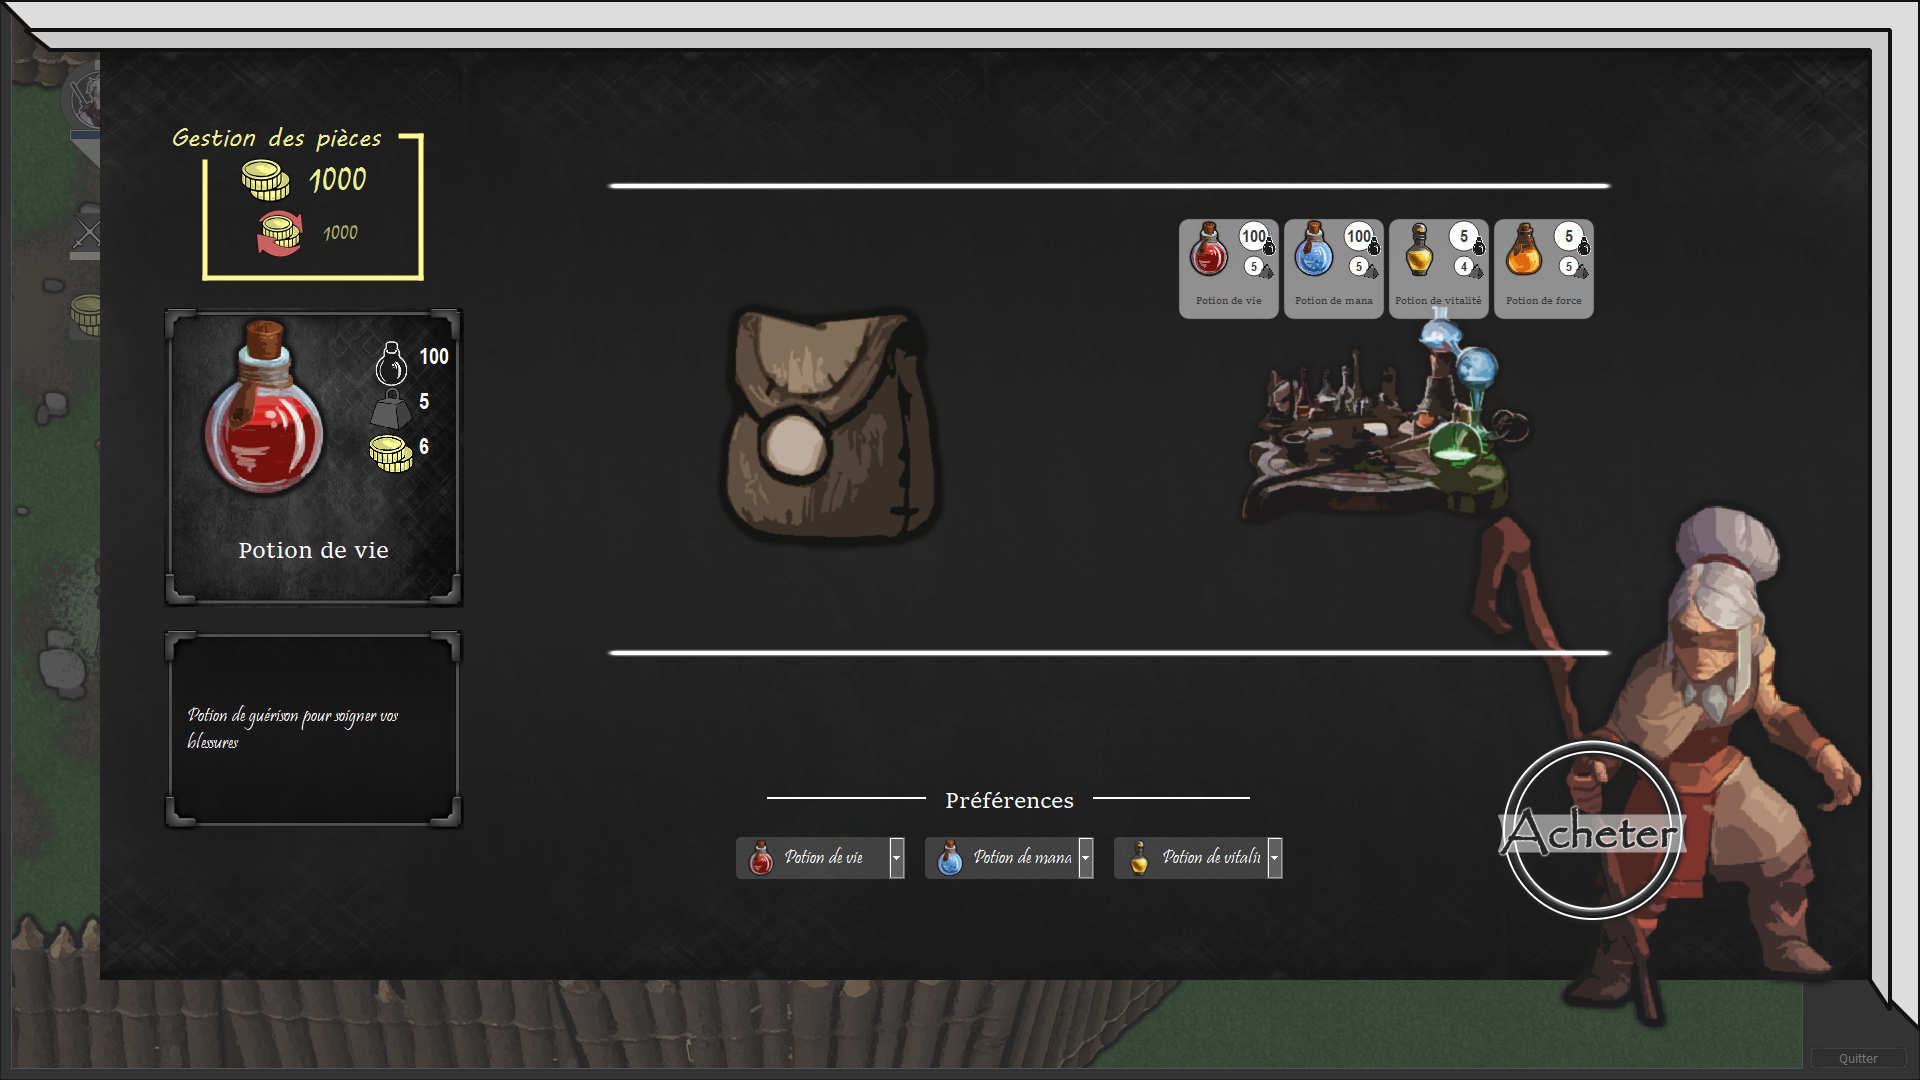 Gestion des pièces
1000
1000
100 100 5 5
5 5 4 5
Potion de vie Potion de mana Potion de vitalité Potion de force
100
5
6
Potion de vie
Potion de guérison pour soigner vos
blessures
Préférences
Potion de vie Potion de mana Potion de vitali
Acheter
Quitter